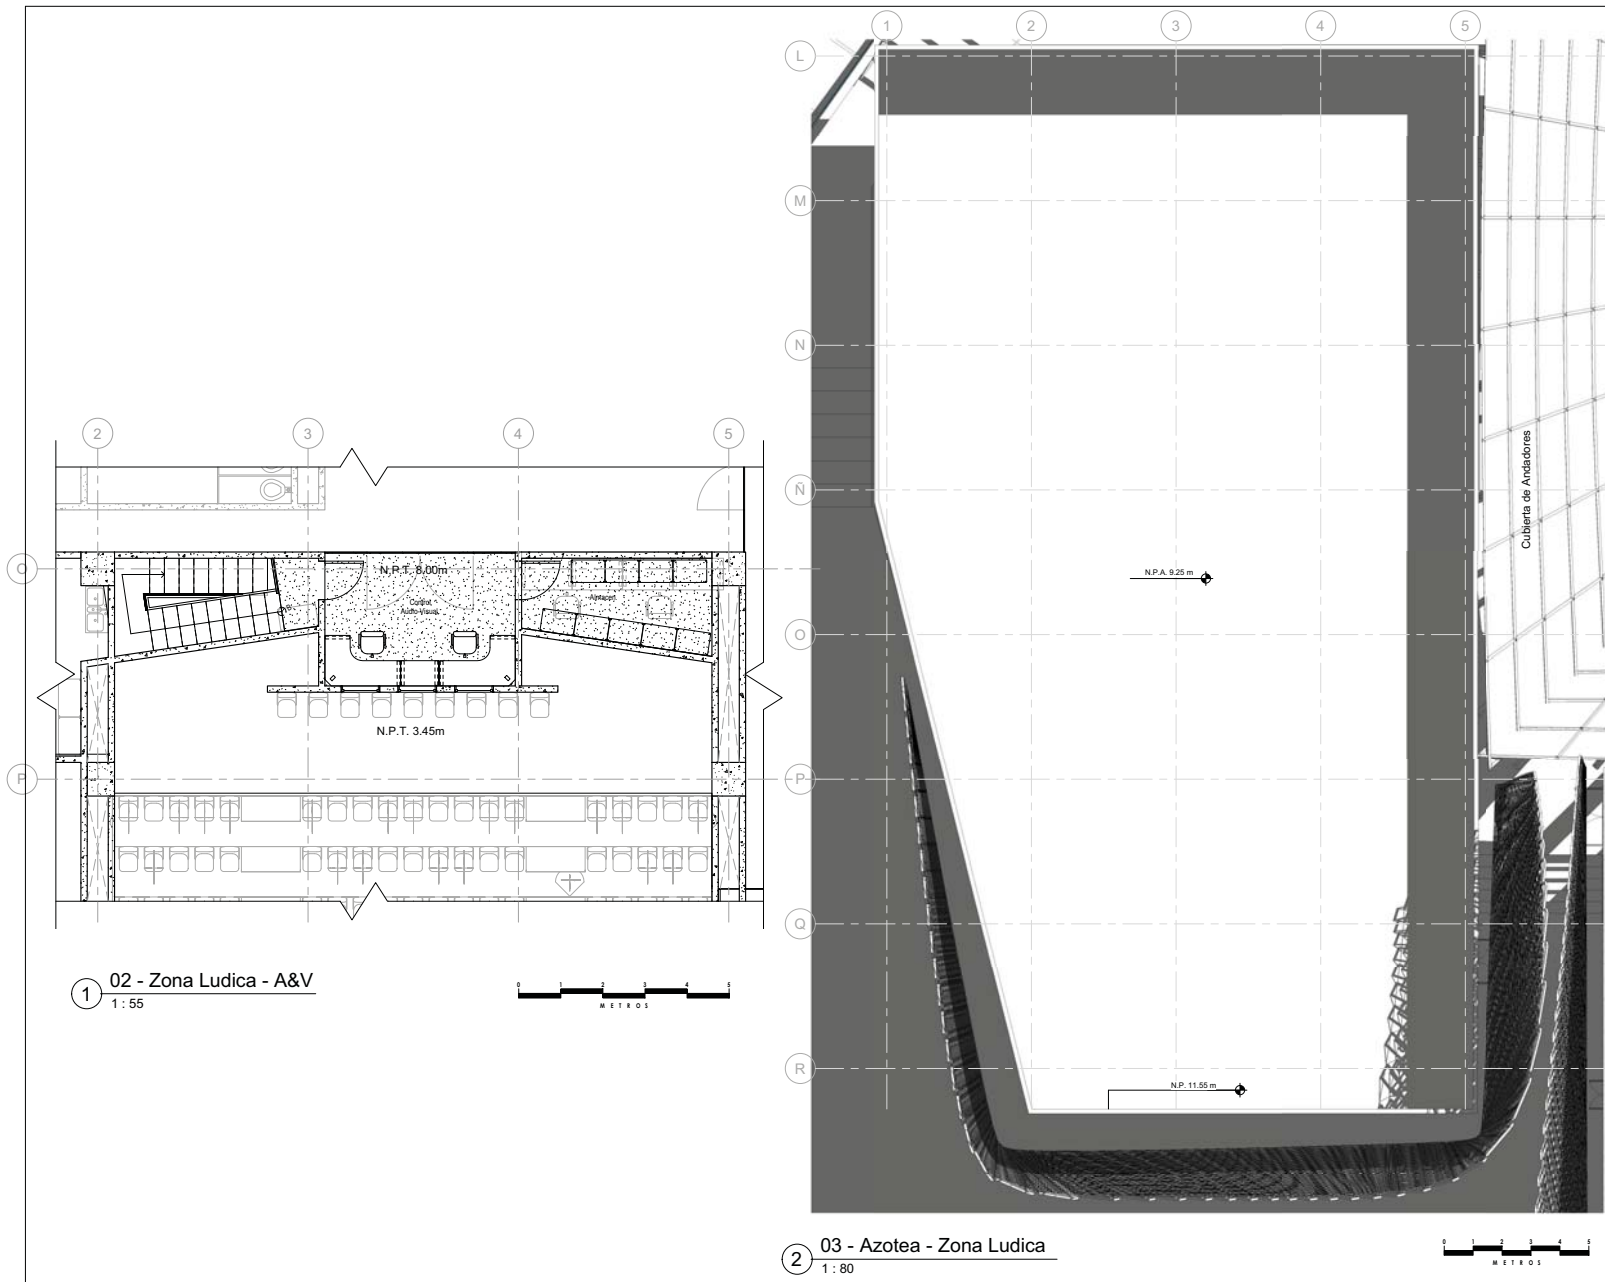 2
3
4
5
O
P
N.P.T. 8.00m
Control
Audio-Visual
Almacen
N.P.T. 3.45m
1
02 - Zona Ludica - A&V
1 : 55
0 1 2 3 4 5
METROS
1
2
3
4
5
L
M
N
Ñ
O
P
Q
R
Cubierta de Andadores
N.P.A. 9.25 m
N.P. 11.55 m
2
03 - Azotea - Zona Ludica
1 : 80
0 1 2 3 4 5
METROS